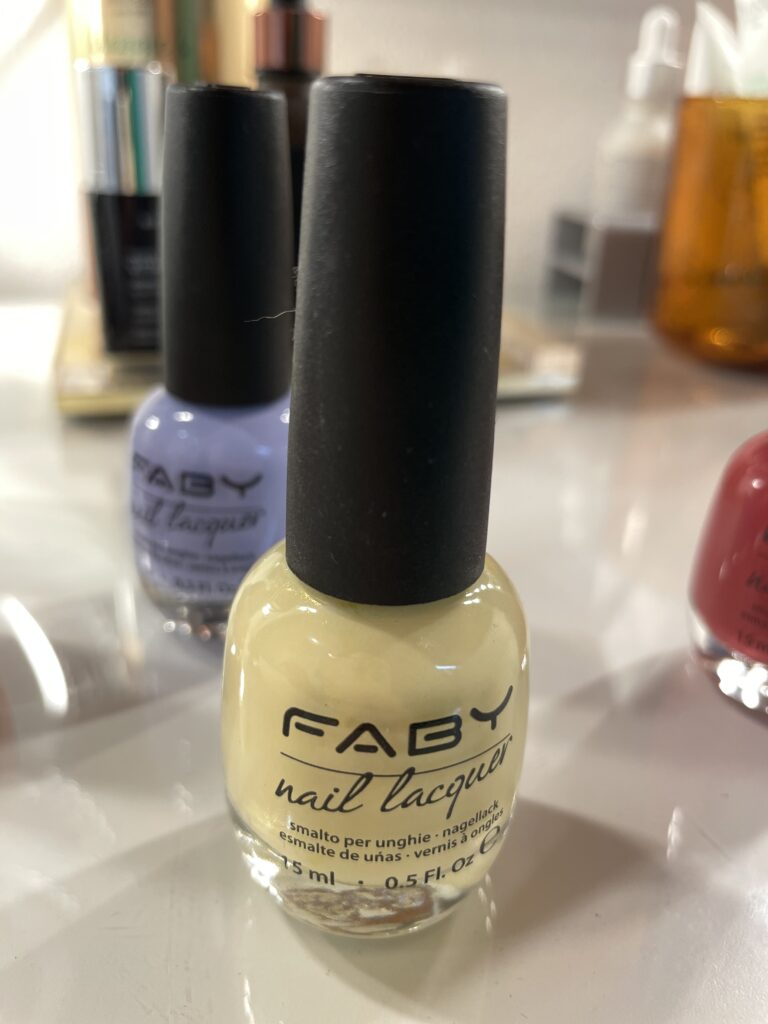 FABY
nail lacquer
smalto per unghie · nagellack
esmalte de uñas · vernis à ongles
15 ml · 0.5 Fl. Oz ℮
FABY
nail lacquer